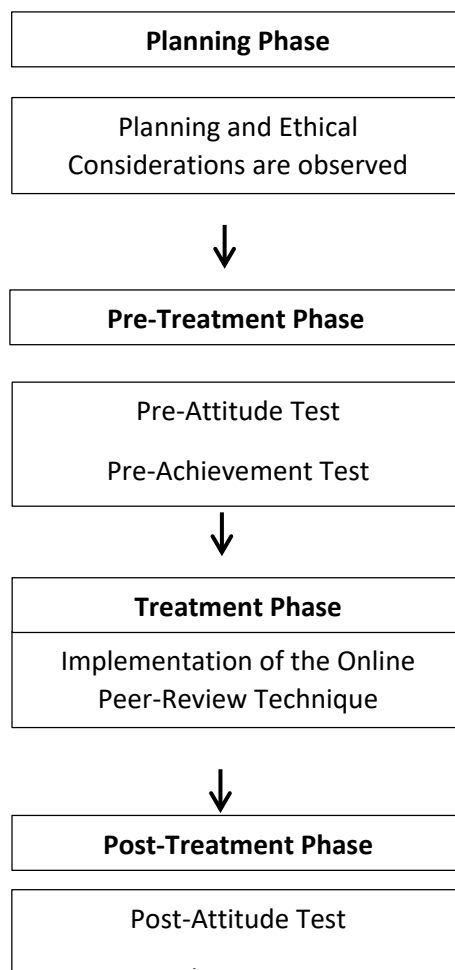 Planning Phase
Planning and Ethical
Considerations are observed
Pre-Treatment Phase
Pre-Attitude Test
Pre-Achievement Test
Treatment Phase
Implementation of the Online
Peer-Review Technique
Post-Treatment Phase
Post-Attitude Test